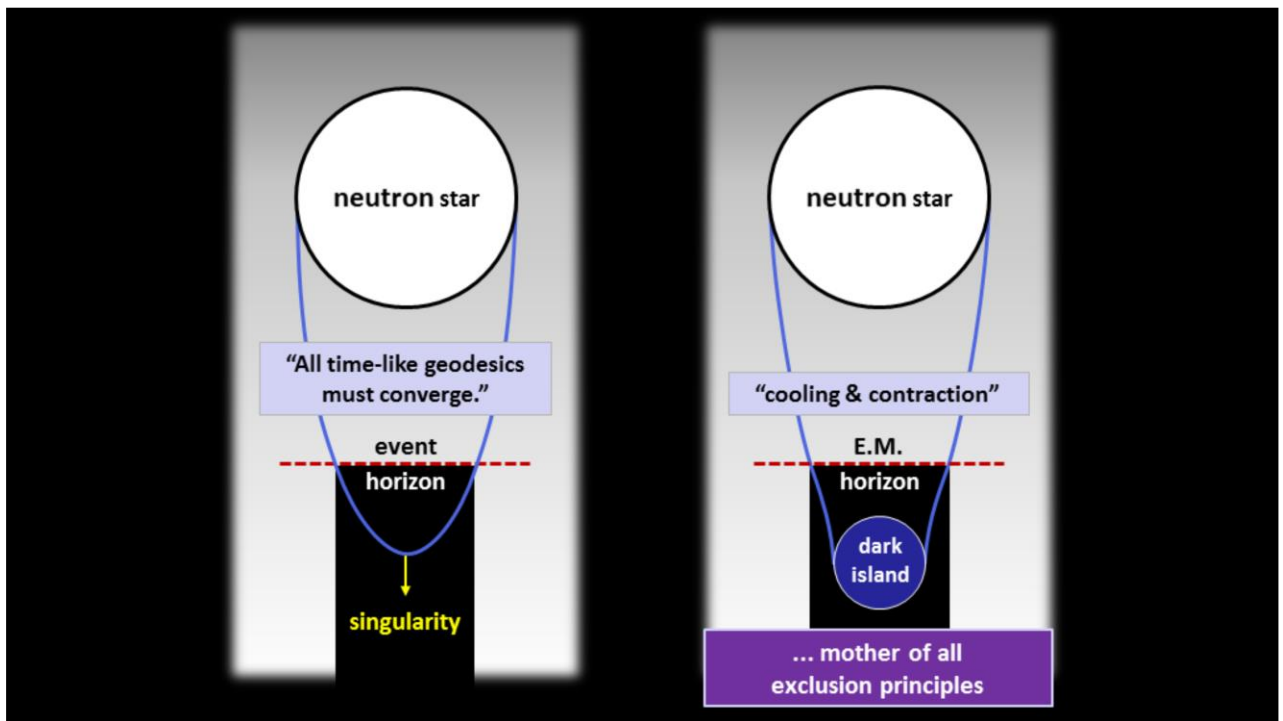 neutron star
“All time-like geodesics
must converge.”
event
horizon
singularity
neutron star
“cooling & contraction”
E.M.
horizon
dark
island
... mother of all
exclusion principles